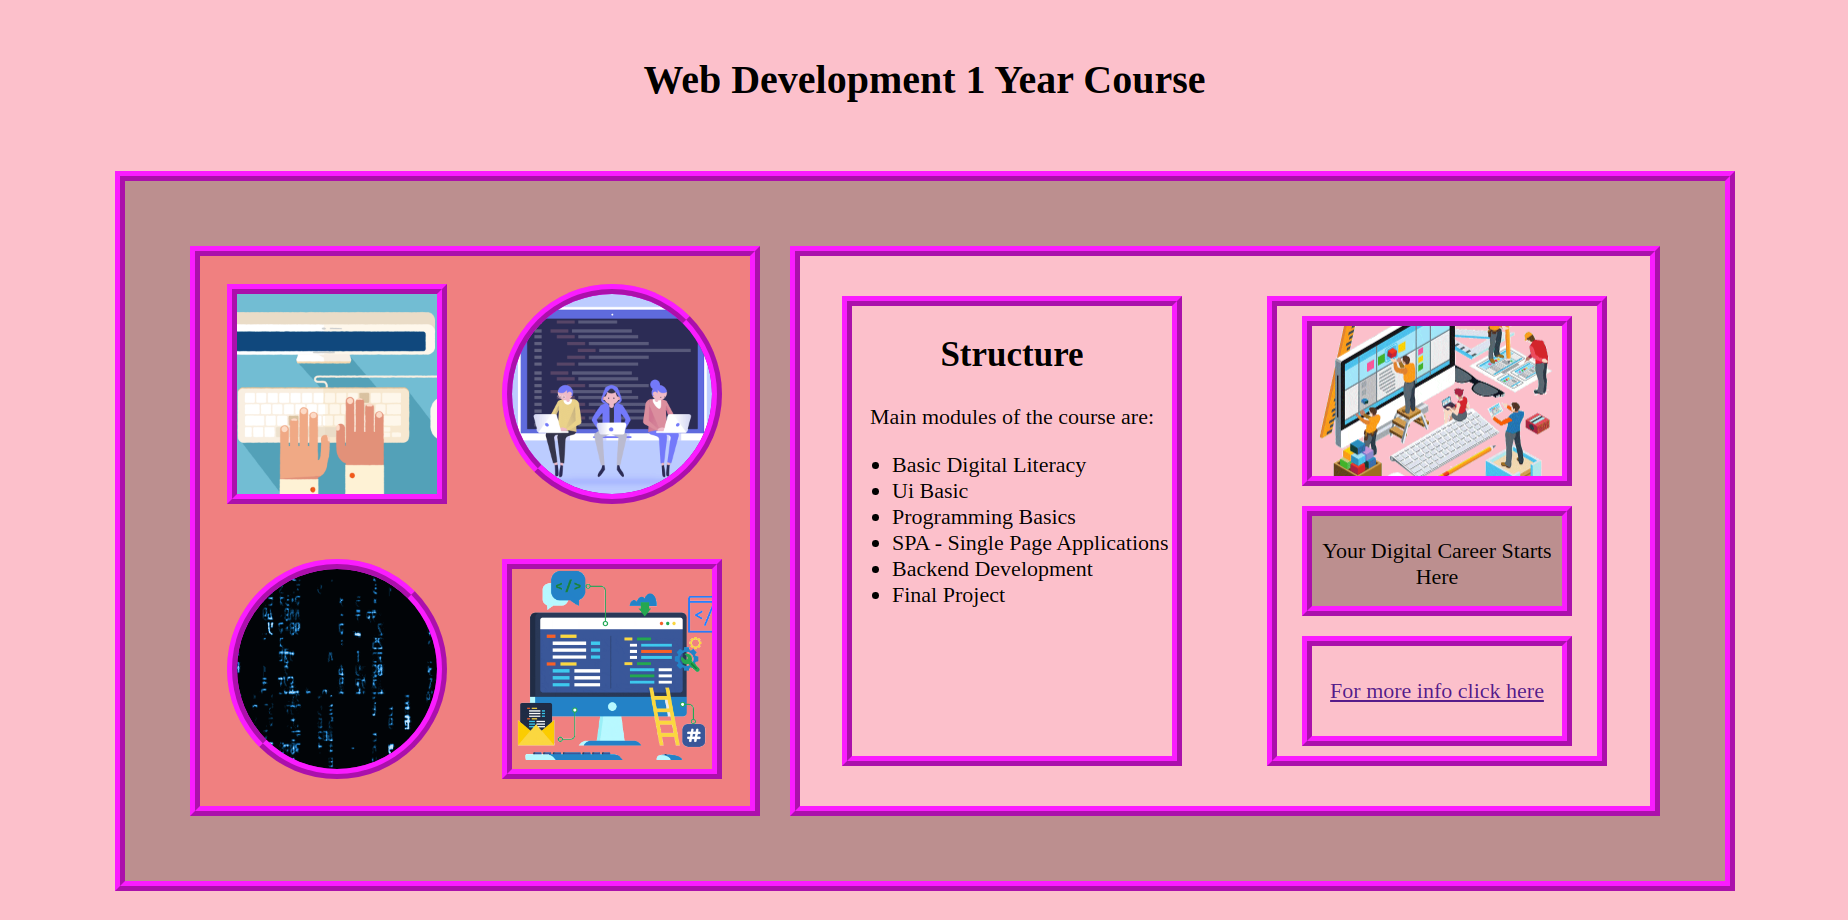 Web Development 1 Year Course
</>
#
</
Structure
Main modules of the course are:
Basic Digital Literacy
Ui Basic
Programming Basics
SPA - Single Page Applications
Backend Development
Final Project
Your Digital Career Starts
Here
For more info click here